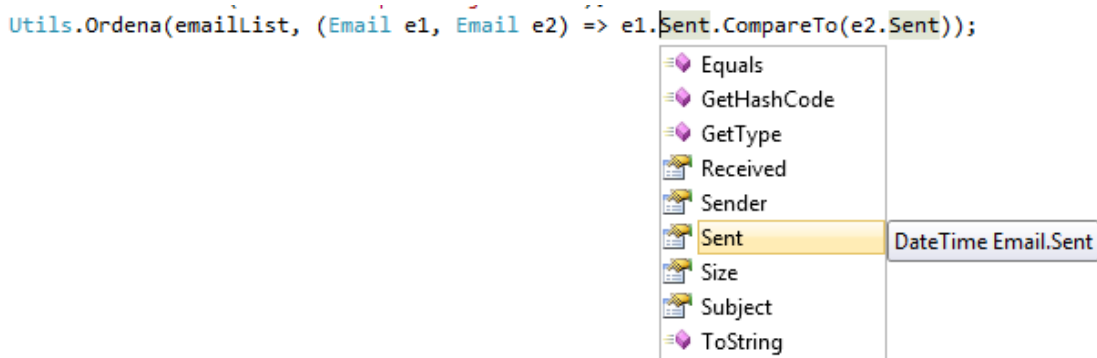 Utils.Ordena(emailList, (Email e1, Email e2) => e1.Sent.CompareTo(e2.Sent));
Equals
GetHashCode
GetType
Received
Sender
Sent
DateTime Email.Sent
Size
Subject
ToString